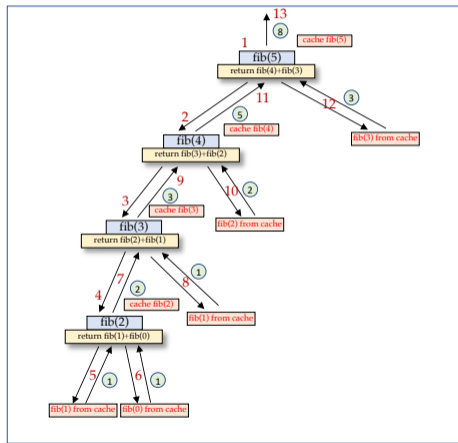 13
8
cache fib(5)
1
fib(5)
return fib(4)+fib(3)
2
11
12
3
5
cache fib(4)
fib(3) from cache
fib(4)
return fib(3)+fib(2)
3
9
10
2
3
cache fib(3)
fib(2) from cache
fib(3)
return fib(2)+fib(1)
4
7
8
1
2
cache fib(2)
fib(1) from cache
fib(2)
return fib(1)+fib(0)
5
1
6
1
fib(1) from cache
fib(0) from cache